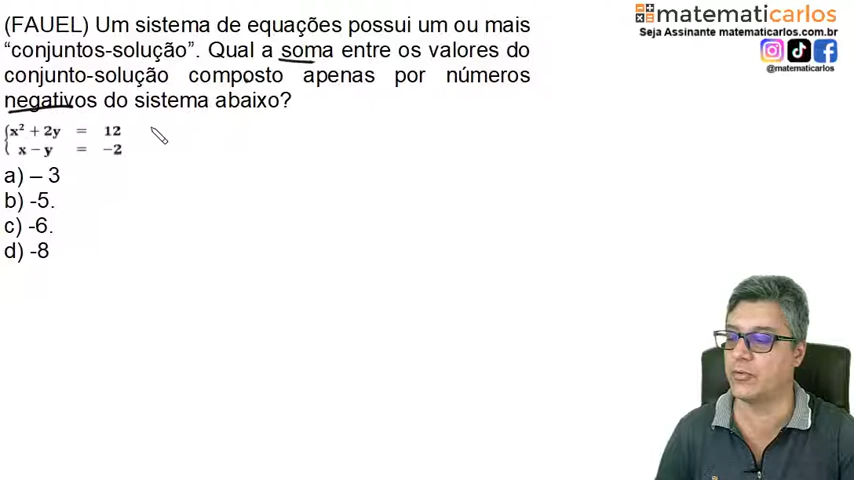 (FAUEL) Um sistema de equações possui um ou mais
“conjuntos-solução”. Qual a soma entre os valores do
conjunto-solução composto apenas por números
negativos do sistema abaixo?
x² + 2y = 12
x − y = −2
a) – 3
b) -5.
c) -6.
d) -8
matematicarlos
Seja Assinante matematicarlos.com.br
@matematicarlos